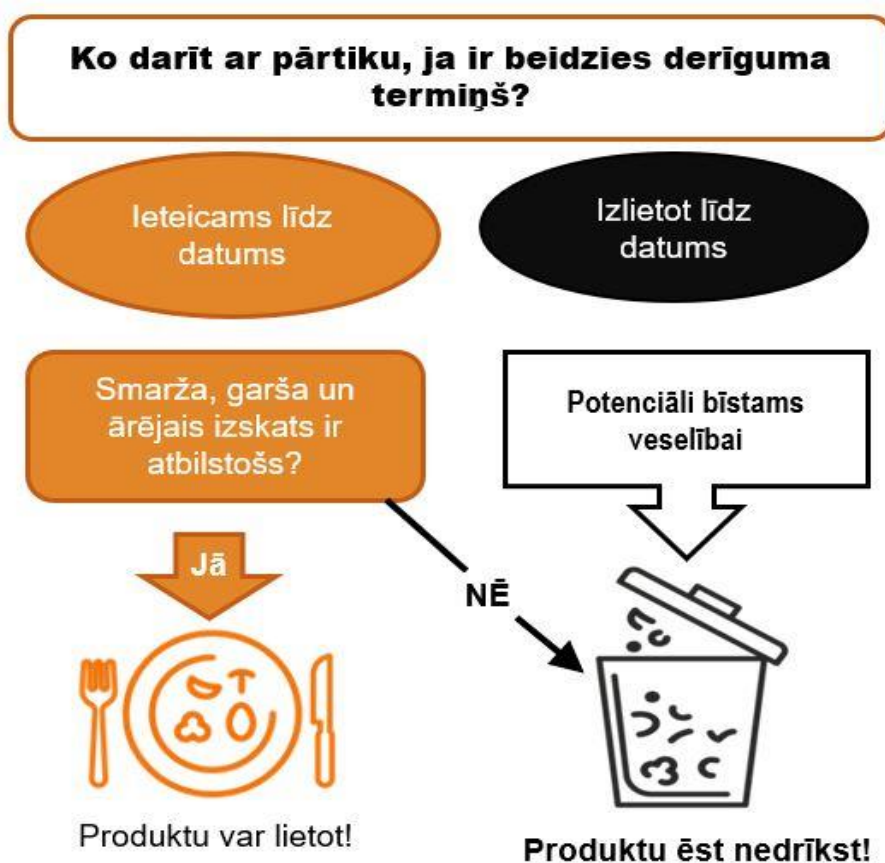 Ko darīt ar pārtiku, ja ir beidzies derīguma
termiņš?
Ieteicams līdz
datums
Izlietot līdz
datums
Smarža, garša un
ārējais izskats ir
atbilstošs?
Potenciāli bīstams
veselībai
Jā
NĒ
Produktu var lietot!
Produktu ēst nedrīkst!